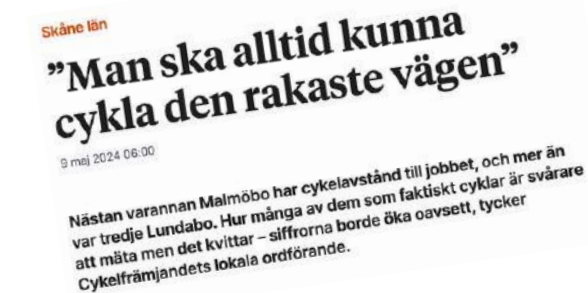 Skåne län
”Man ska alltid kunna
cykla den rakaste vägen”
9 maj 2024 06:00
Nästan varannan Malmöbo har cykelavstånd till jobbet, och mer än
var tredje Lundabo. Hur många av dem som faktiskt cyklar är svårare
att mäta men det kvittar – siffrorna borde öka oavsett, tycker
Cykelfrämjandets lokala ordförande.